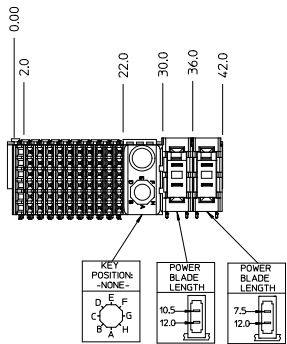 0.00
2.0
22.0
30.0
36.0
42.0
KEY
POSITION:
-NONE-
E
D F
C G
B H
A
POWER
BLADE
LENGTH
10.5
12.0
POWER
BLADE
LENGTH
7.5
12.0